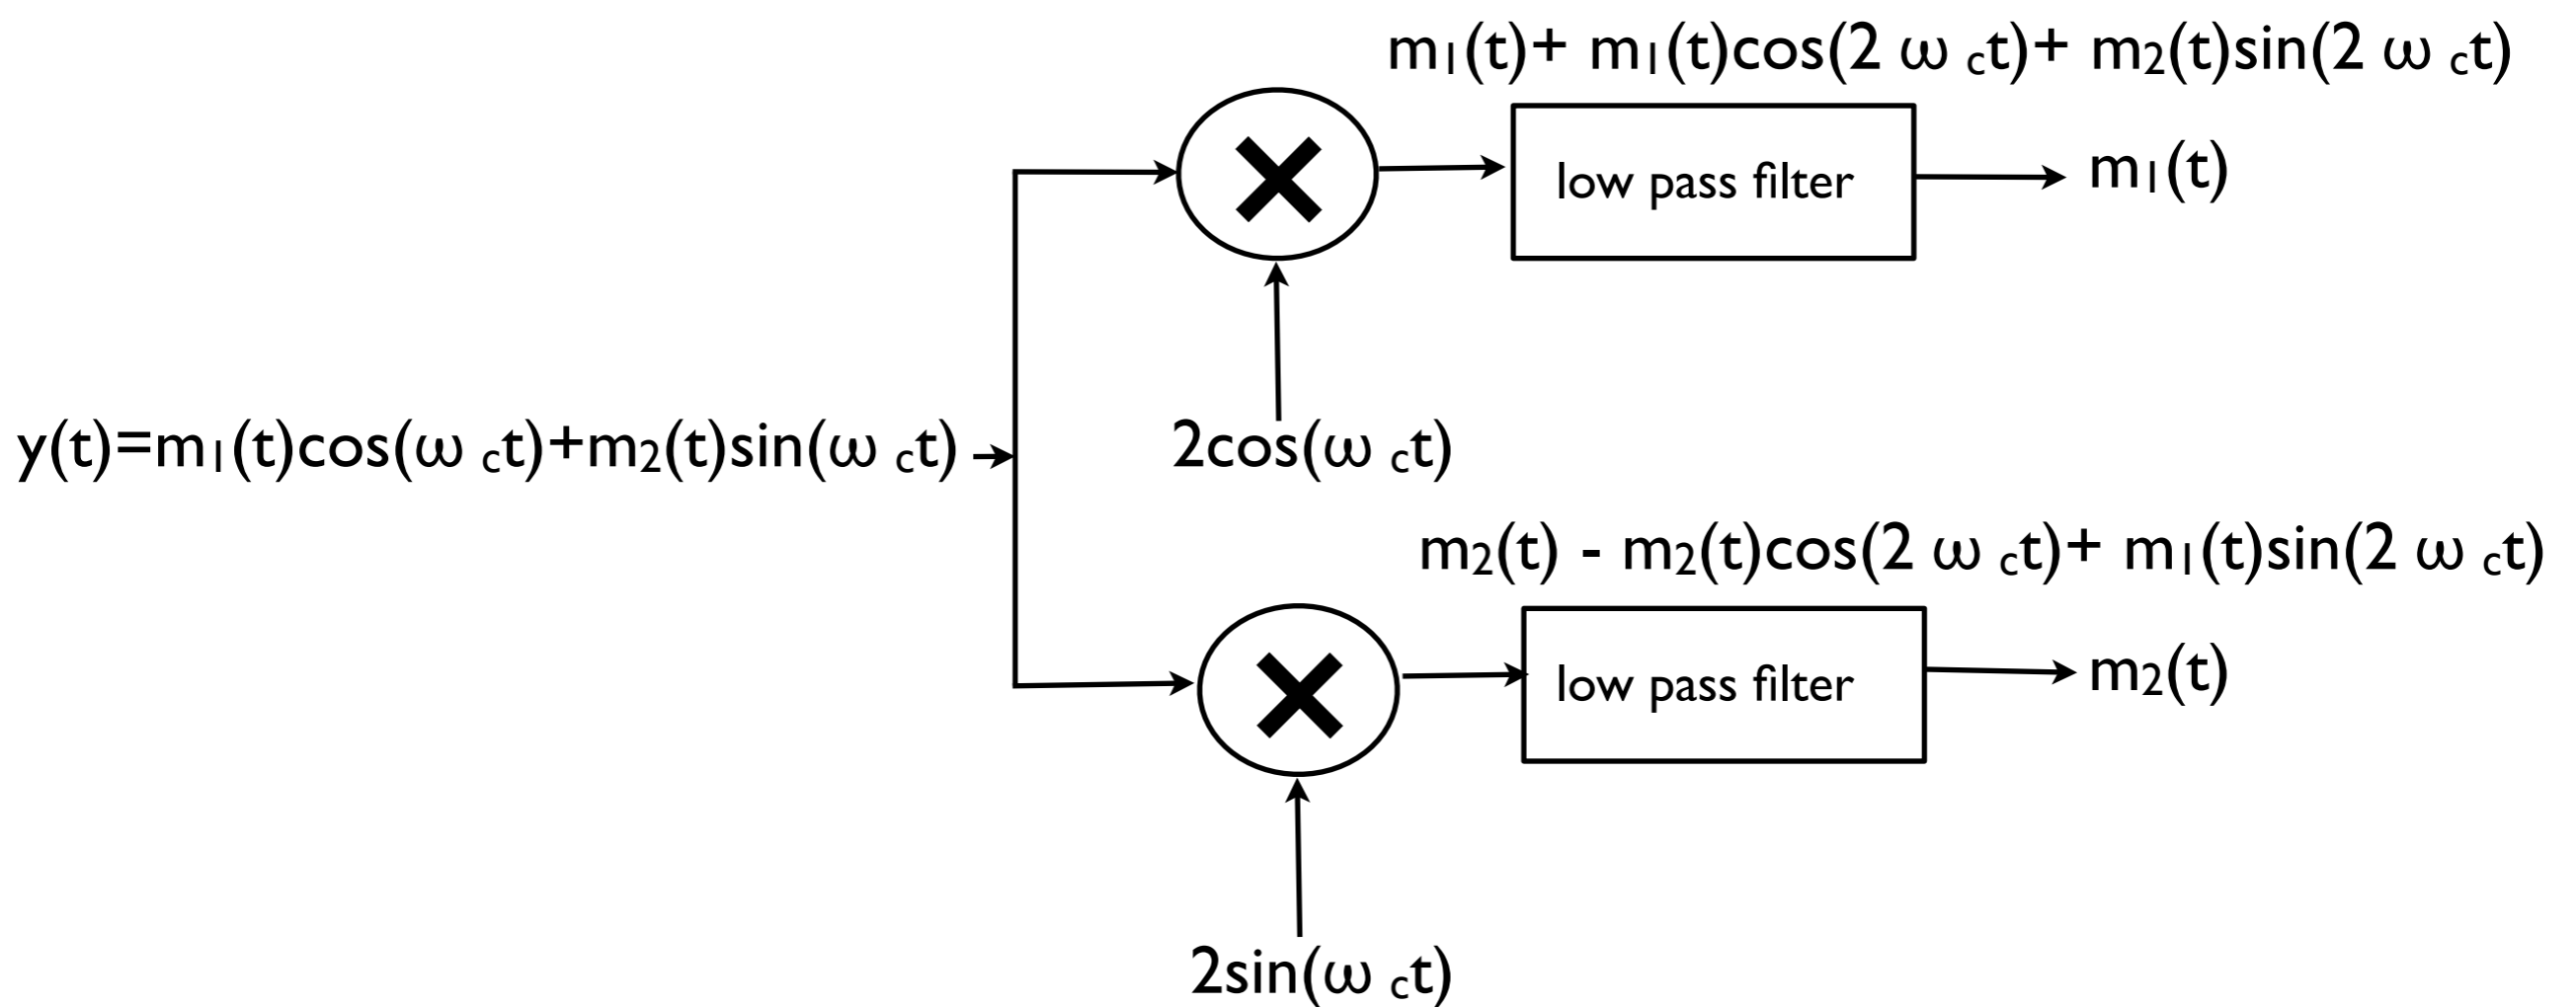 m₁(t)+ m₁(t)cos(2 ω ct)+ m₂(t)sin(2 ω ct)
low pass filter
m₁(t)
y(t)=m₁(t)cos(ω ct)+m₂(t)sin(ω ct)
2cos(ω ct)
m₂(t) - m₂(t)cos(2 ω ct)+ m₁(t)sin(2 ω ct)
low pass filter
m₂(t)
2sin(ω ct)